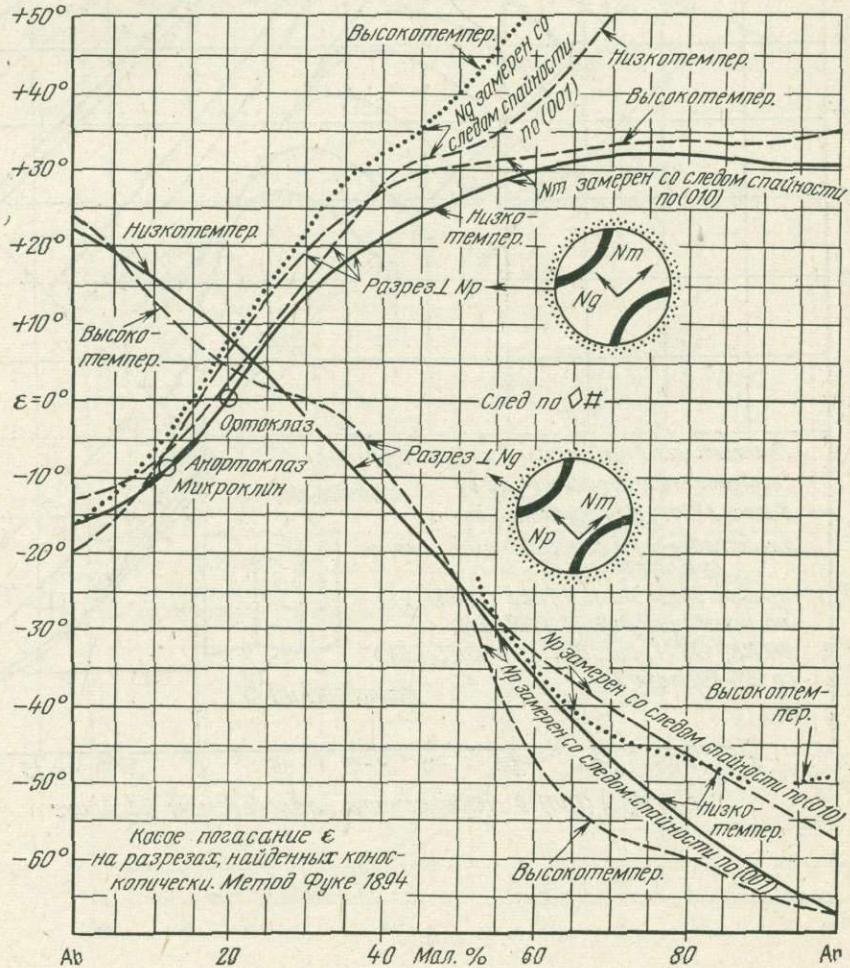 +50°
+40°
+30°
+20°
+10°
ε=0°
-10°
-20°
-30°
-40°
-50°
-60°
Высокотемпер.
Ng замерен со
следом спайности
по (001)
Низкотемпер.
Высокотемпер.
Nm замерен со следом спайности
по (010)
Низко-
темпер.
Низкотемпер.
Разрез ⊥ Np
Nm
Ng
Высоко-
темпер.
След по ◊#
Ортоклаз
Анортоклаз
Микроклин
Разрез ⊥ Ng
Nm
Np
Np замерен со следом спайности по (010)
Np замерен со следом спайности по (001)
Высокотем-
пер.
Низко-
темпер.
Высокотемпер.
Косое погасание ε
на разрезах, найденных конос-
копически. Метод Фуке 1894
Ab
20
40
Мол. %
60
80
An